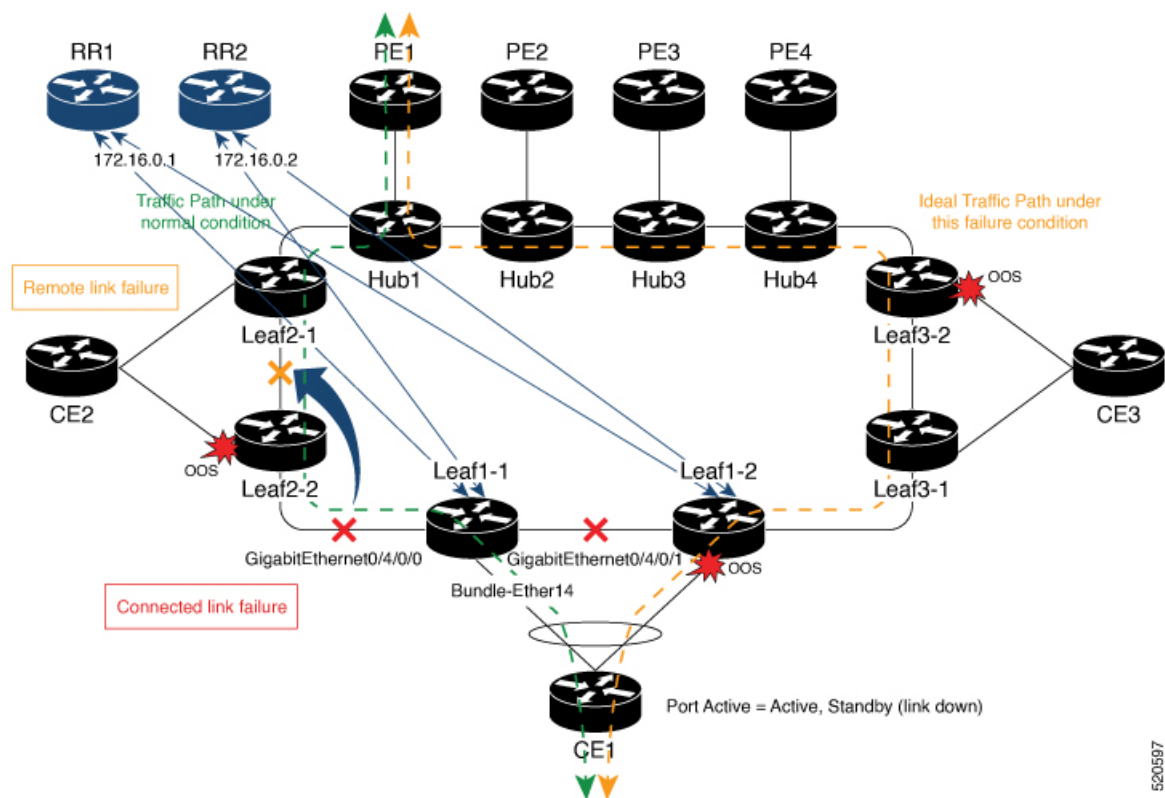 RR1
RR2
PE1
PE2
PE3
PE4
172.16.0.1
172.16.0.2
Traffic Path under
normal condition
Ideal Traffic Path under
this failure condition
Hub1
Hub2
Hub3
Hub4
Remote link failure
OOS
Leaf2-1
Leaf3-2
CE2
CE3
OOS
Leaf2-2
Leaf1-1
Leaf1-2
Leaf3-1
GigabitEthernet0/4/0/0
GigabitEthernet0/4/0/1
OOS
Bundle-Ether14
Connected link failure
Port Active = Active, Standby (link down)
CE1
520597